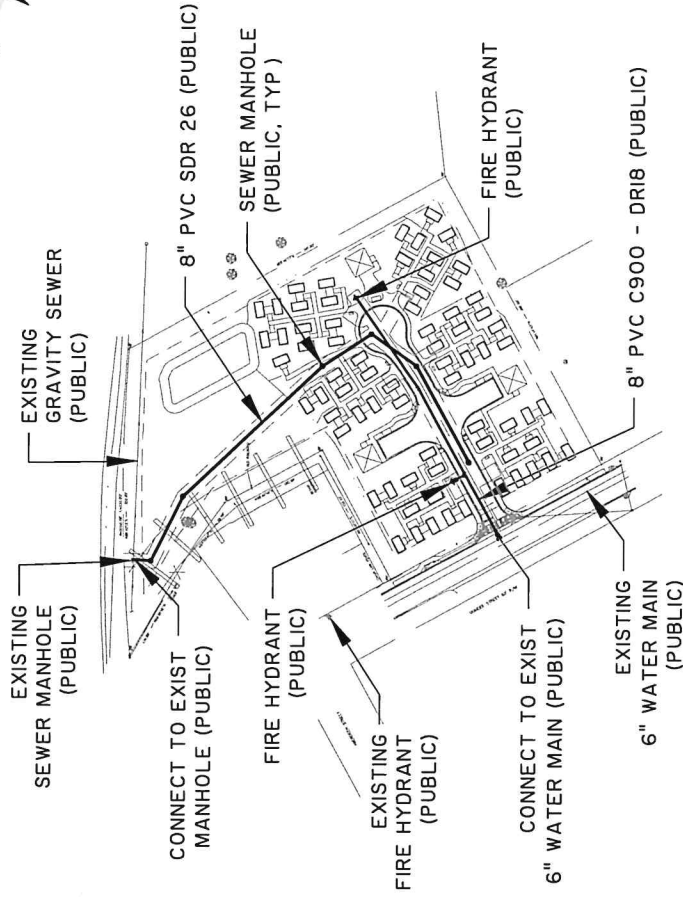 EXISTING
SEWER MANHOLE
(PUBLIC)
EXISTING
GRAVITY SEWER
(PUBLIC)
8" PVC SDR 26 (PUBLIC)
SEWER MANHOLE
(PUBLIC, TYP )
CONNECT TO EXIST
MANHOLE (PUBLIC)
FIRE HYDRANT
(PUBLIC)
FIRE HYDRANT
(PUBLIC)
EXISTING
FIRE HYDRANT
(PUBLIC)
CONNECT TO EXIST
6" WATER MAIN (PUBLIC)
EXISTING
6" WATER MAIN
(PUBLIC)
8" PVC C900 - DR18 (PUBLIC)